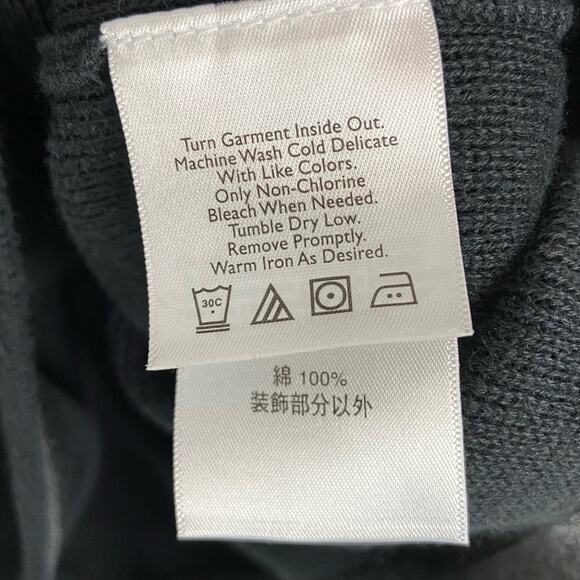 Turn Garment Inside Out.
Machine Wash Cold Delicate
With Like Colors.
Only Non-Chlorine
Bleach When Needed.
Tumble Dry Low.
Remove Promptly.
Warm Iron As Desired.
30C
綿 100%
装飾部分以外